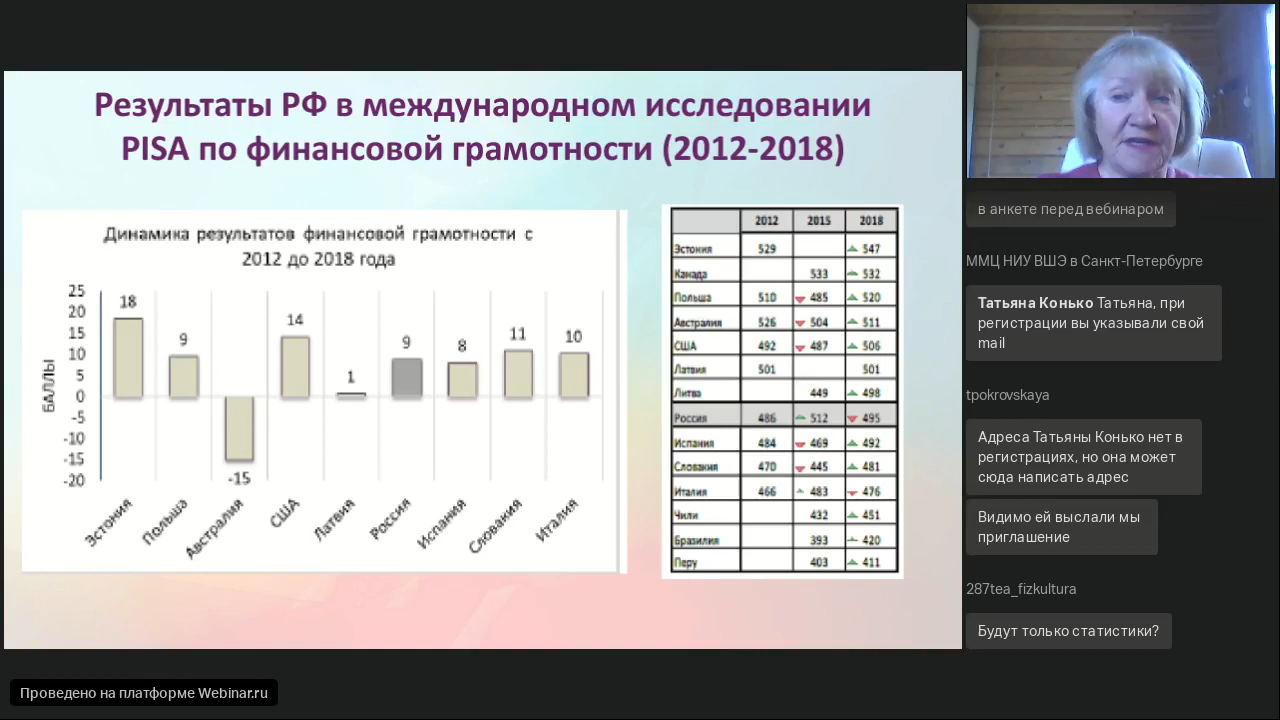 Результаты РФ в международном исследовании
PISA по финансовой грамотности (2012-2018)
Динамика результатов финансовой грамотности с
2012 до 2018 года
БАЛЛЫ
25
20
15
10
5
0
-5
-10
-15
-20
18
9
-15
14
1
9
8
11
10
Эстония
Польша
Австралия
США
Латвия
Россия
Испания
Словакия
Италия
2012 2015 2018
Эстония 529 547
Канада 533 532
Польша 510 485 520
Австралия 526 504 511
США 492 487 506
Латвия 501 501
Литва 449 498
Россия 486 512 495
Испания 484 469 492
Словакия 470 445 481
Италия 466 483 476
Чили 432 451
Бразилия 393 420
Перу 403 411
в анкете перед вебинаром
ММЦ НИУ ВШЭ в Санкт-Петербурге
Татьяна Конько Татьяна, при
регистрации вы указывали свой
mail
tpokrovskaya
Адреса Татьяны Конько нет в
регистрациях, но она может
сюда написать адрес
Видимо ей выслали мы
приглашение
287tea_fizkultura
Будут только статистики?
Проведено на платформе Webinar.ru